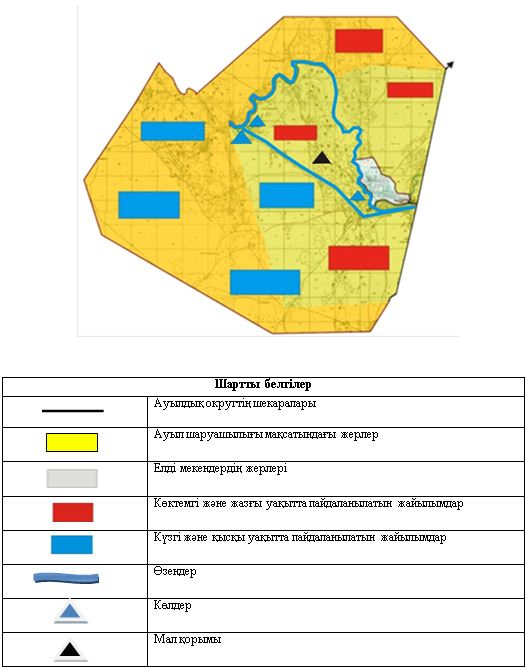 Шартты белгілер
Ауылдық округтің шекаралары
Ауыл шаруашылығы мақсатындағы жерлер
Елді мекендердің жерлері
Көктемгі және жазғы уақытта пайдаланылатын жайылымдар
Күзгі және қысқы уақытта пайдаланылатын жайылымдар
Өзендер
Көлдер
Мал қорымы